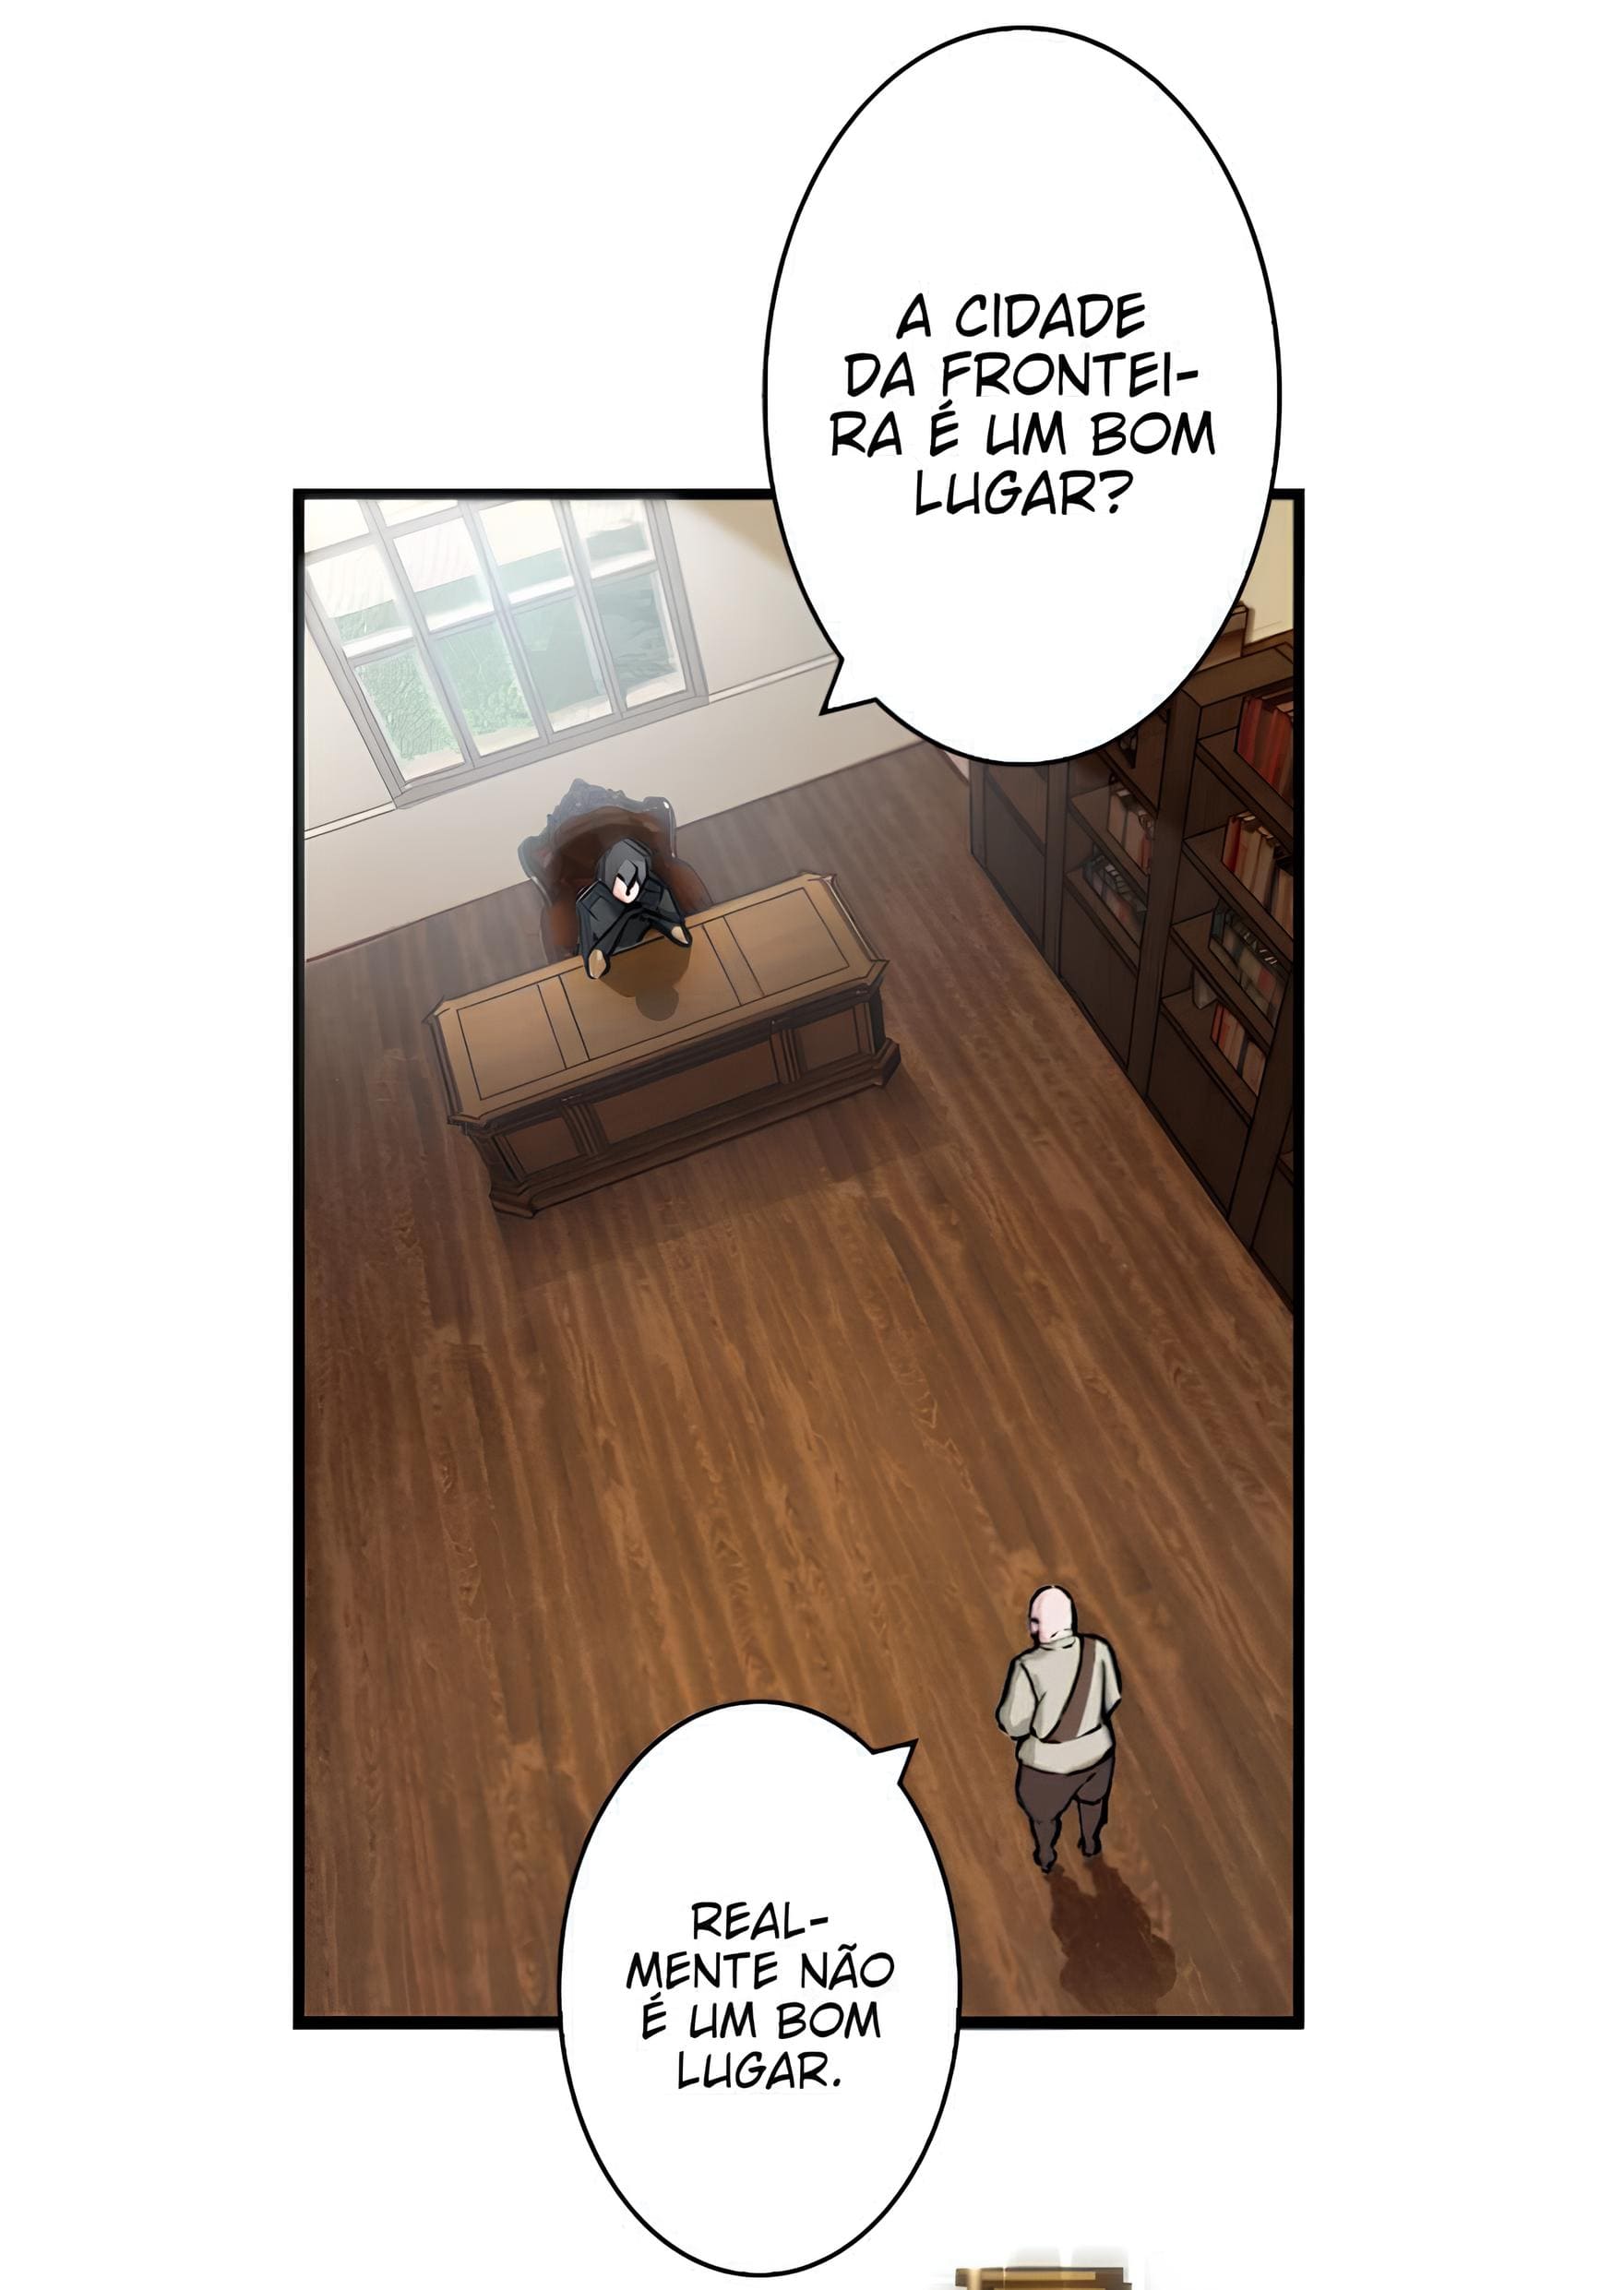 A CIDADE
DA FRONTEI-
RA É UM BOM
LUGAR?
REAL-
MENTE NÃO
É UM BOM
LUGAR.